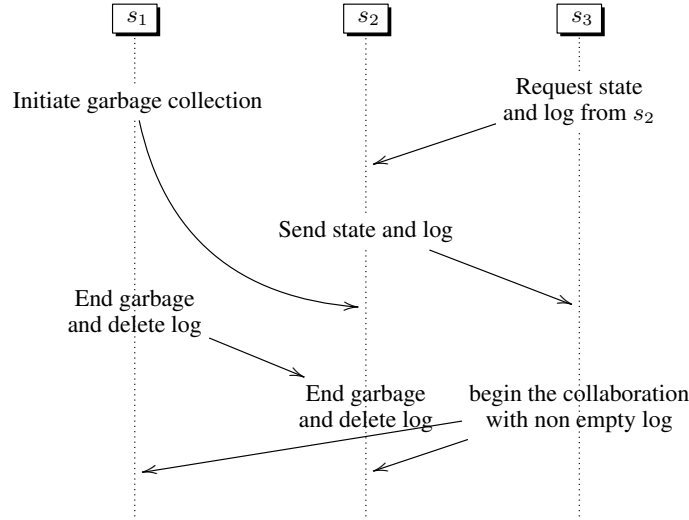 s1
s2
s3
Initiate garbage collection
Request state
and log from s2
Send state and log
End garbage
and delete log
End garbage
and delete log
begin the collaboration
with non empty log